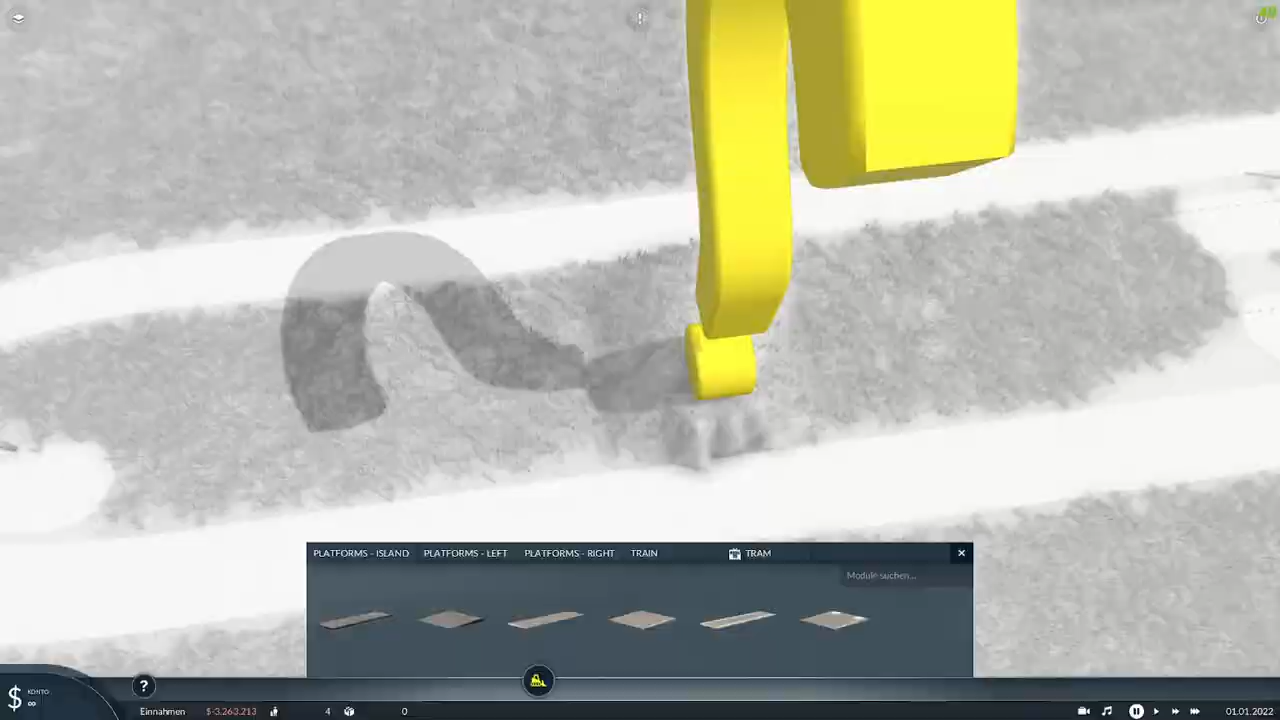 PLATFORMS - ISLAND PLATFORMS - LEFT PLATFORMS - RIGHT TRAIN TRAM
Module suchen...
$ KONTO
∞
?
Einnahmen $-3.263.213 4 0 01.01.2022